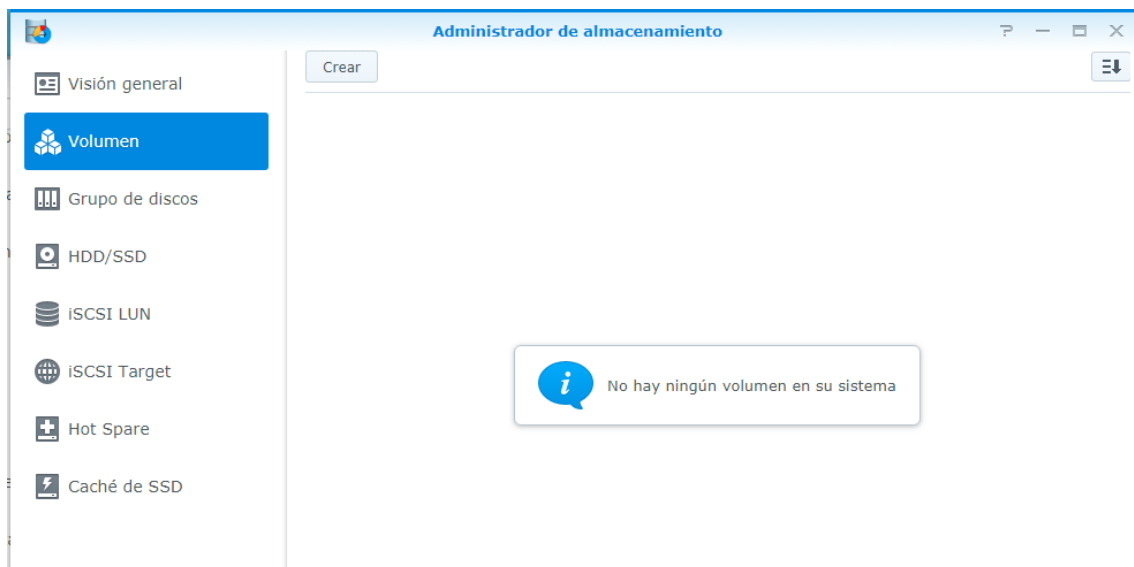 Administrador de almacenamiento
Crear
Visión general
Volumen
Grupo de discos
HDD/SSD
iSCSI LUN
iSCSI Target
Hot Spare
Caché de SSD
No hay ningún volumen en su sistema